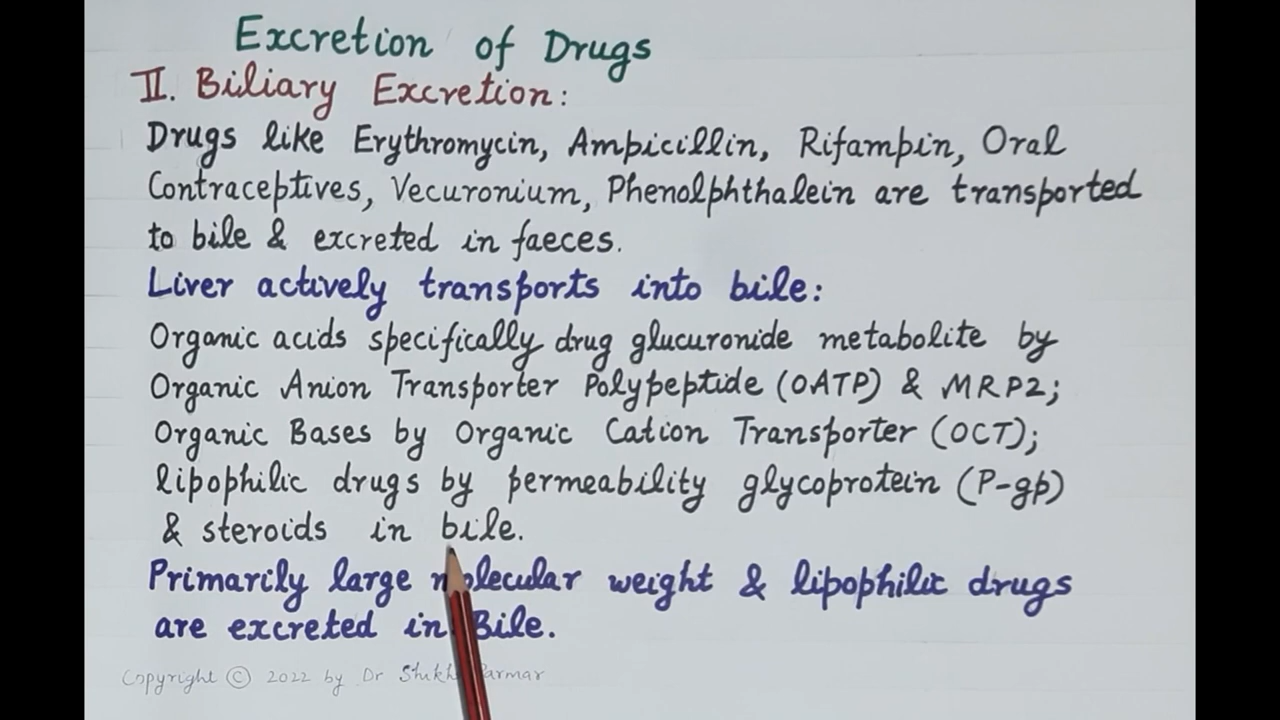 Excretion of Drugs
II. Biliary Excretion:
Drugs like Erythromycin, Ampicillin, Rifampin, Oral
Contraceptives, Vecuronium, Phenolphthalein are transported
to bile & excreted in faeces.
Liver actively transports into bile:
Organic acids specifically drug glucuronide metabolite by
Organic Anion Transporter Polypeptide (OATP) & MRP2;
Organic Bases by Organic Cation Transporter (OCT);
lipophilic drugs by permeability glycoprotein (P-gp)
& steroids in bile.
Primarily large molecular weight & lipophilic drugs
are excreted in Bile.
Copyright © 2022 by Dr